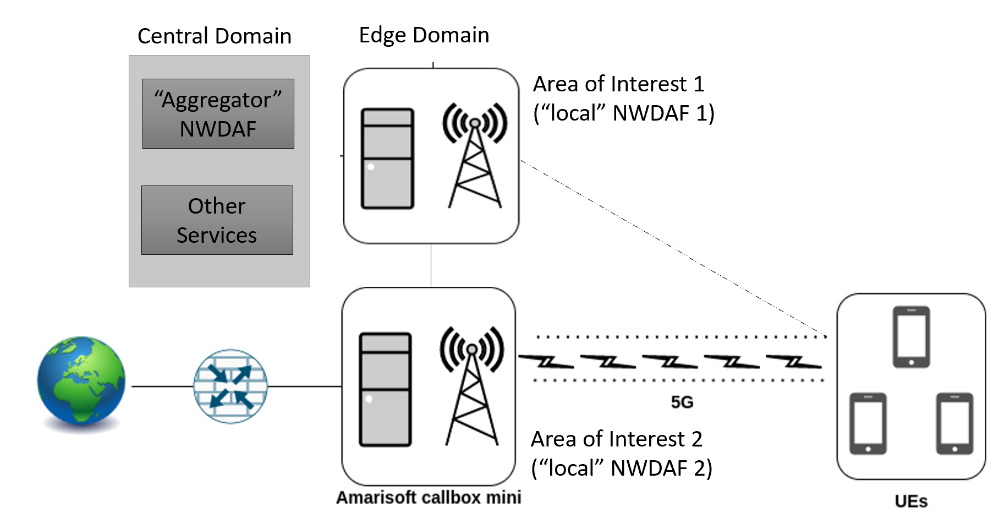 Central Domain
Edge Domain
“Aggregator”
NWDAF
Other
Services
Area of Interest 1
(“local” NWDAF 1)
5G
Area of Interest 2
(“local” NWDAF 2)
Amarisoft callbox mini
UEs